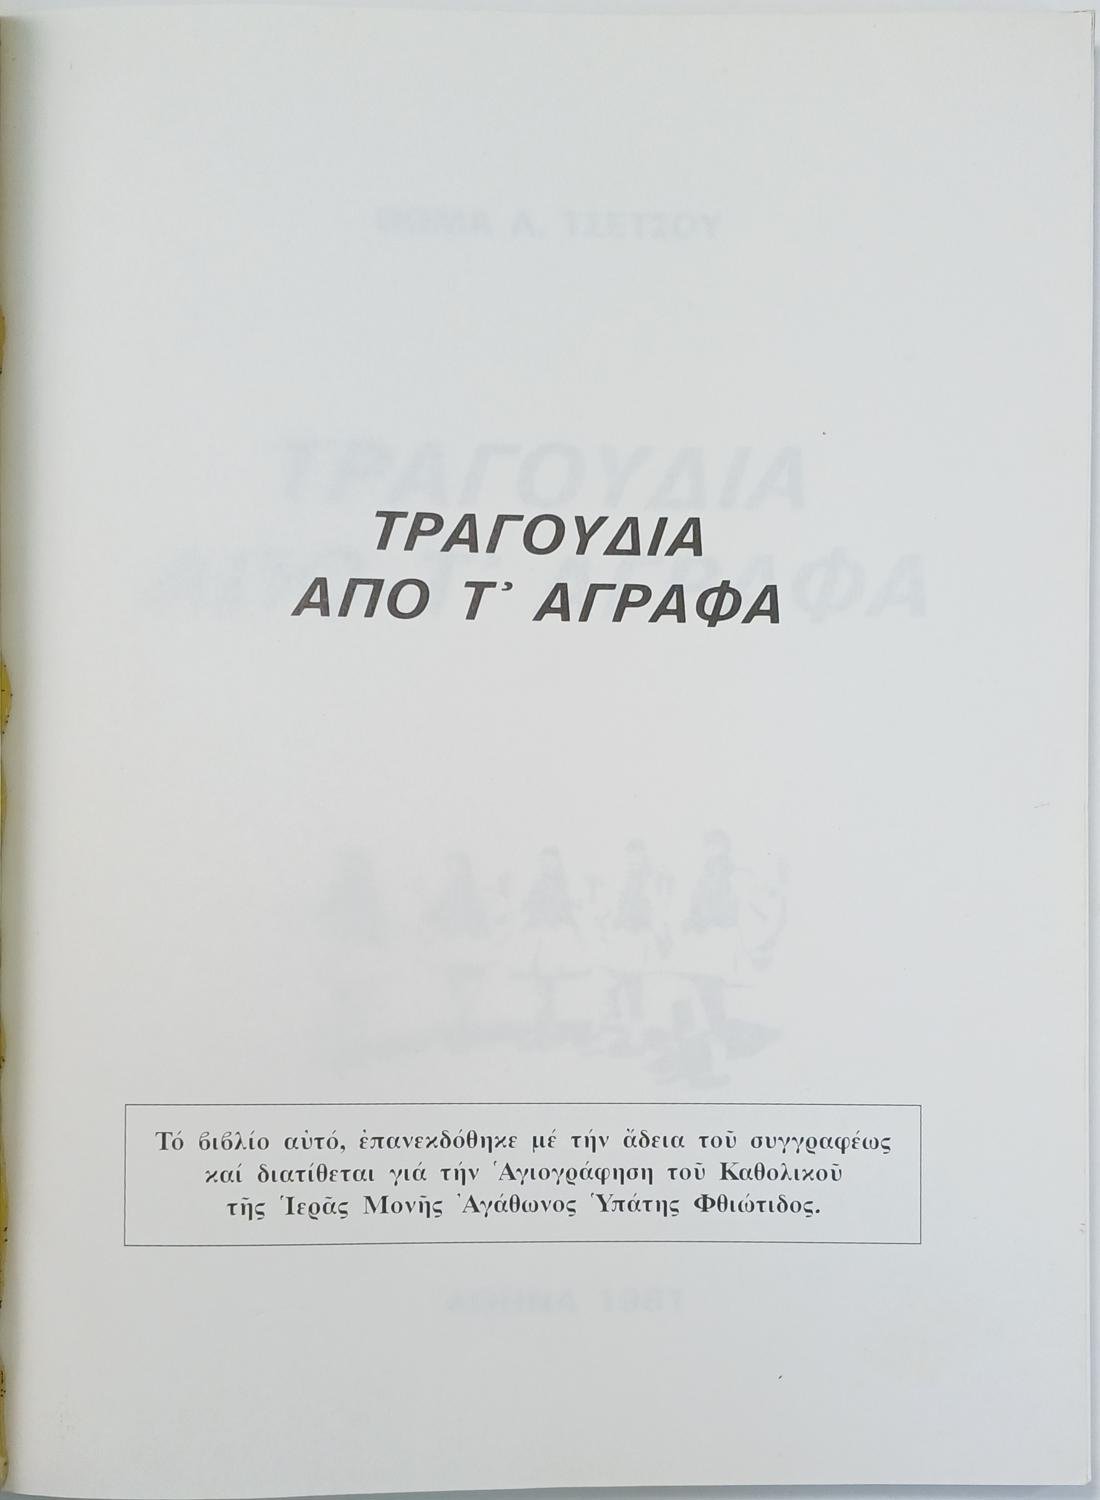 ΤΡΑΓΟΥΔΙΑ
ΑΠΟ Τ᾿ ΑΓΡΑΦΑ
Τό βιβλίο αὐτό, ἐπανεκδόθηκε μέ τήν ἄδεια τοῦ συγγραφέως
καί διατίθεται γιά τήν Ἁγιογράφηση τοῦ Καθολικοῦ
τῆς Ἱερᾶς Μονῆς Ἀγάθωνος Ὑπάτης Φθιώτιδος.